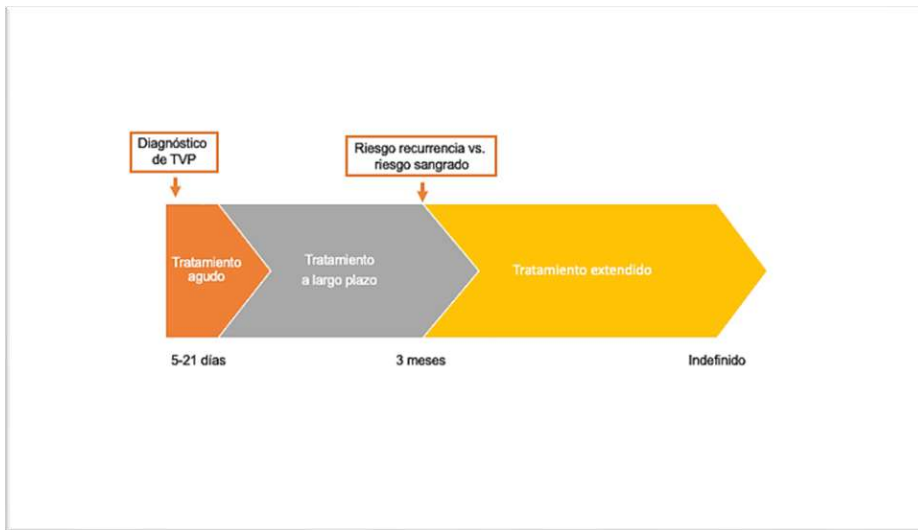 Diagnóstico
de TVP
Riesgo recurrencia vs.
riesgo sangrado
Tratamiento
agudo
Tratamiento
a largo plazo
Tratamiento extendido
5-21 días
3 meses
Indefinido